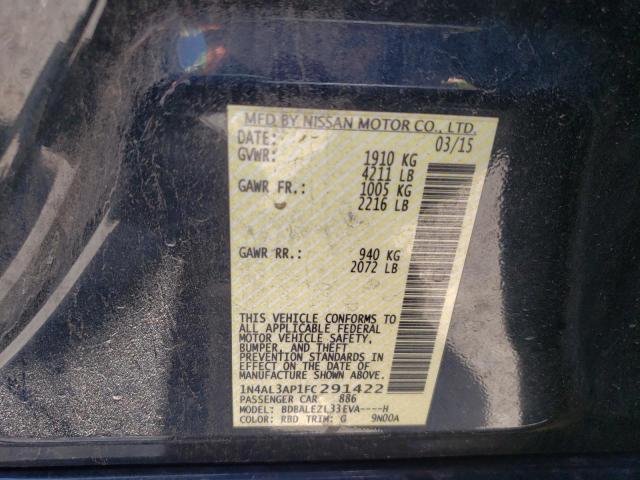 MFD BY NISSAN MOTOR CO., LTD.
DATE: 03/15
GVWR: 1910 KG
4211 LB
GAWR FR.: 1005 KG
2216 LB
GAWR RR.: 940 KG
2072 LB
THIS VEHICLE CONFORMS TO
ALL APPLICABLE FEDERAL
MOTOR VEHICLE SAFETY,
BUMPER, AND THEFT
PREVENTION STANDARDS IN
EFFECT ON THE DATE OF
MANUFACTURE SHOWN ABOVE.
1N4AL3AP1FC291422
PASSENGER CAR 886
MODEL: BDBALEZL33EVA----H
COLOR: RBD TRIM: G 9N00A